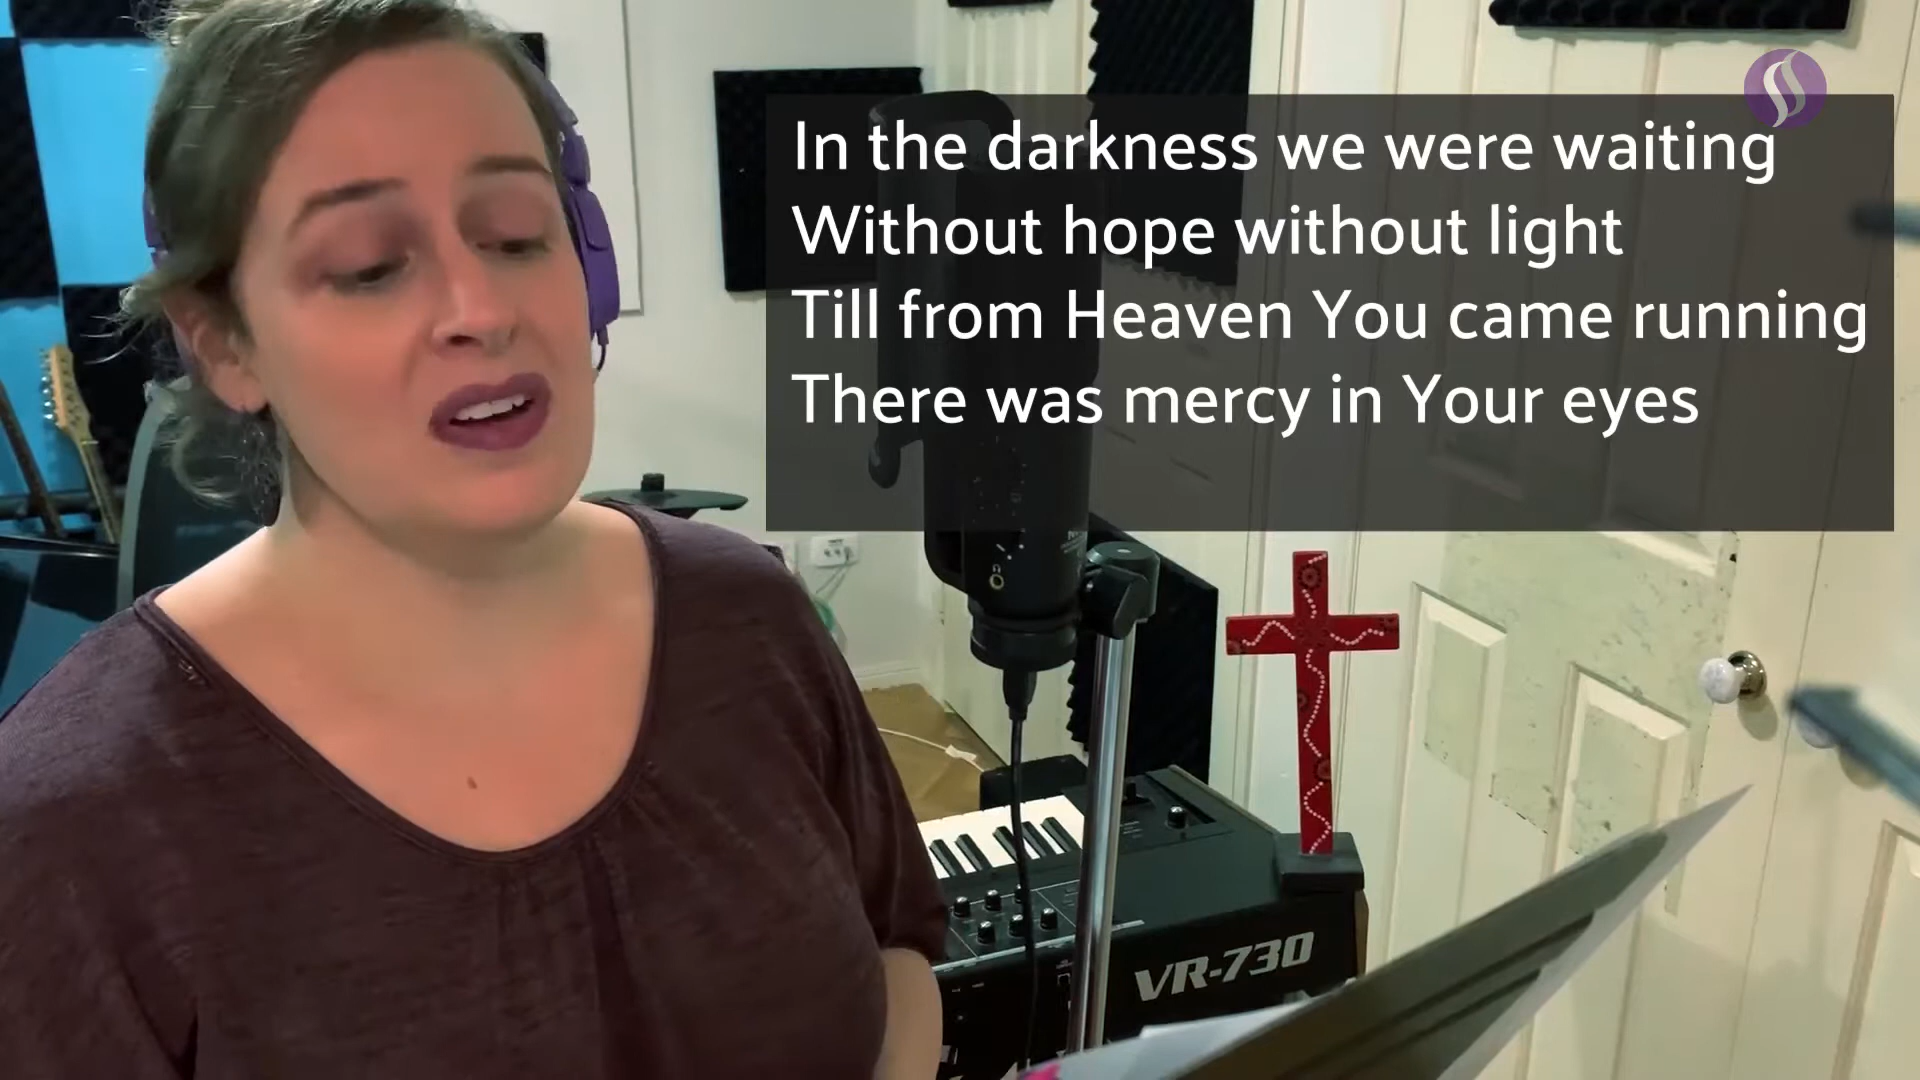 In the darkness we were waiting
Without hope without light
Till from Heaven You came running
There was mercy in Your eyes
VR-730